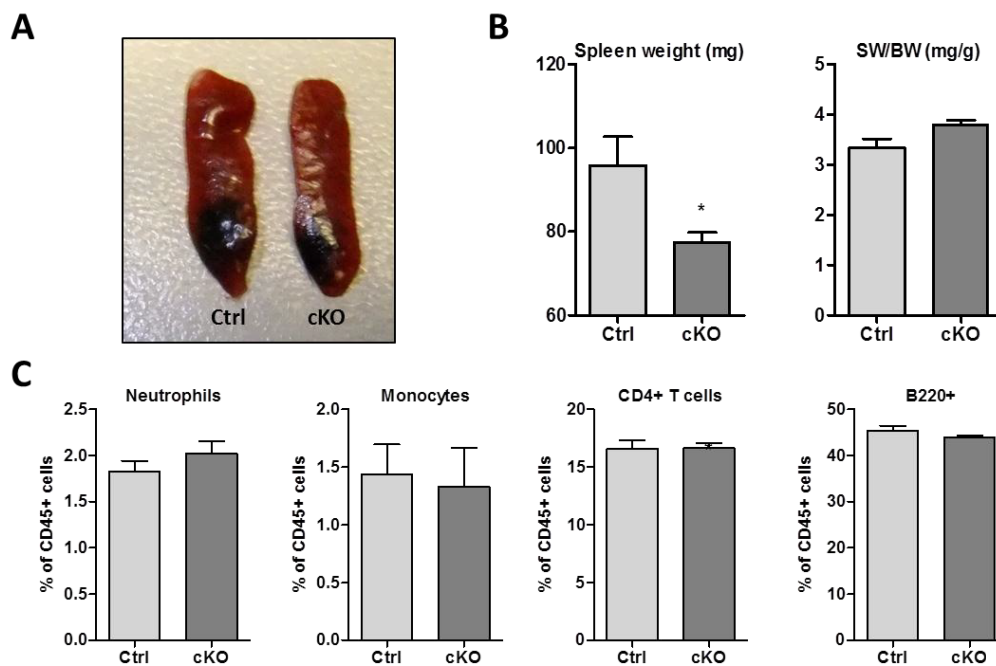 A
Ctrl cKO
B
Spleen weight (mg)
120
100
80
60
*
Ctrl cKO
SW/BW (mg/g)
5
4
3
2
1
0
Ctrl cKO
C
Neutrophils
% of CD45+ cells
2.5
2.0
1.5
1.0
0.5
0.0
Ctrl cKO
Monocytes
% of CD45+ cells
2.0
1.5
1.0
0.5
0.0
Ctrl cKO
CD4+ T cells
% of CD45+ cells
20
15
10
5
0
*
Ctrl cKO
B220+
% of CD45+ cells
50
40
30
20
10
0
Ctrl cKO